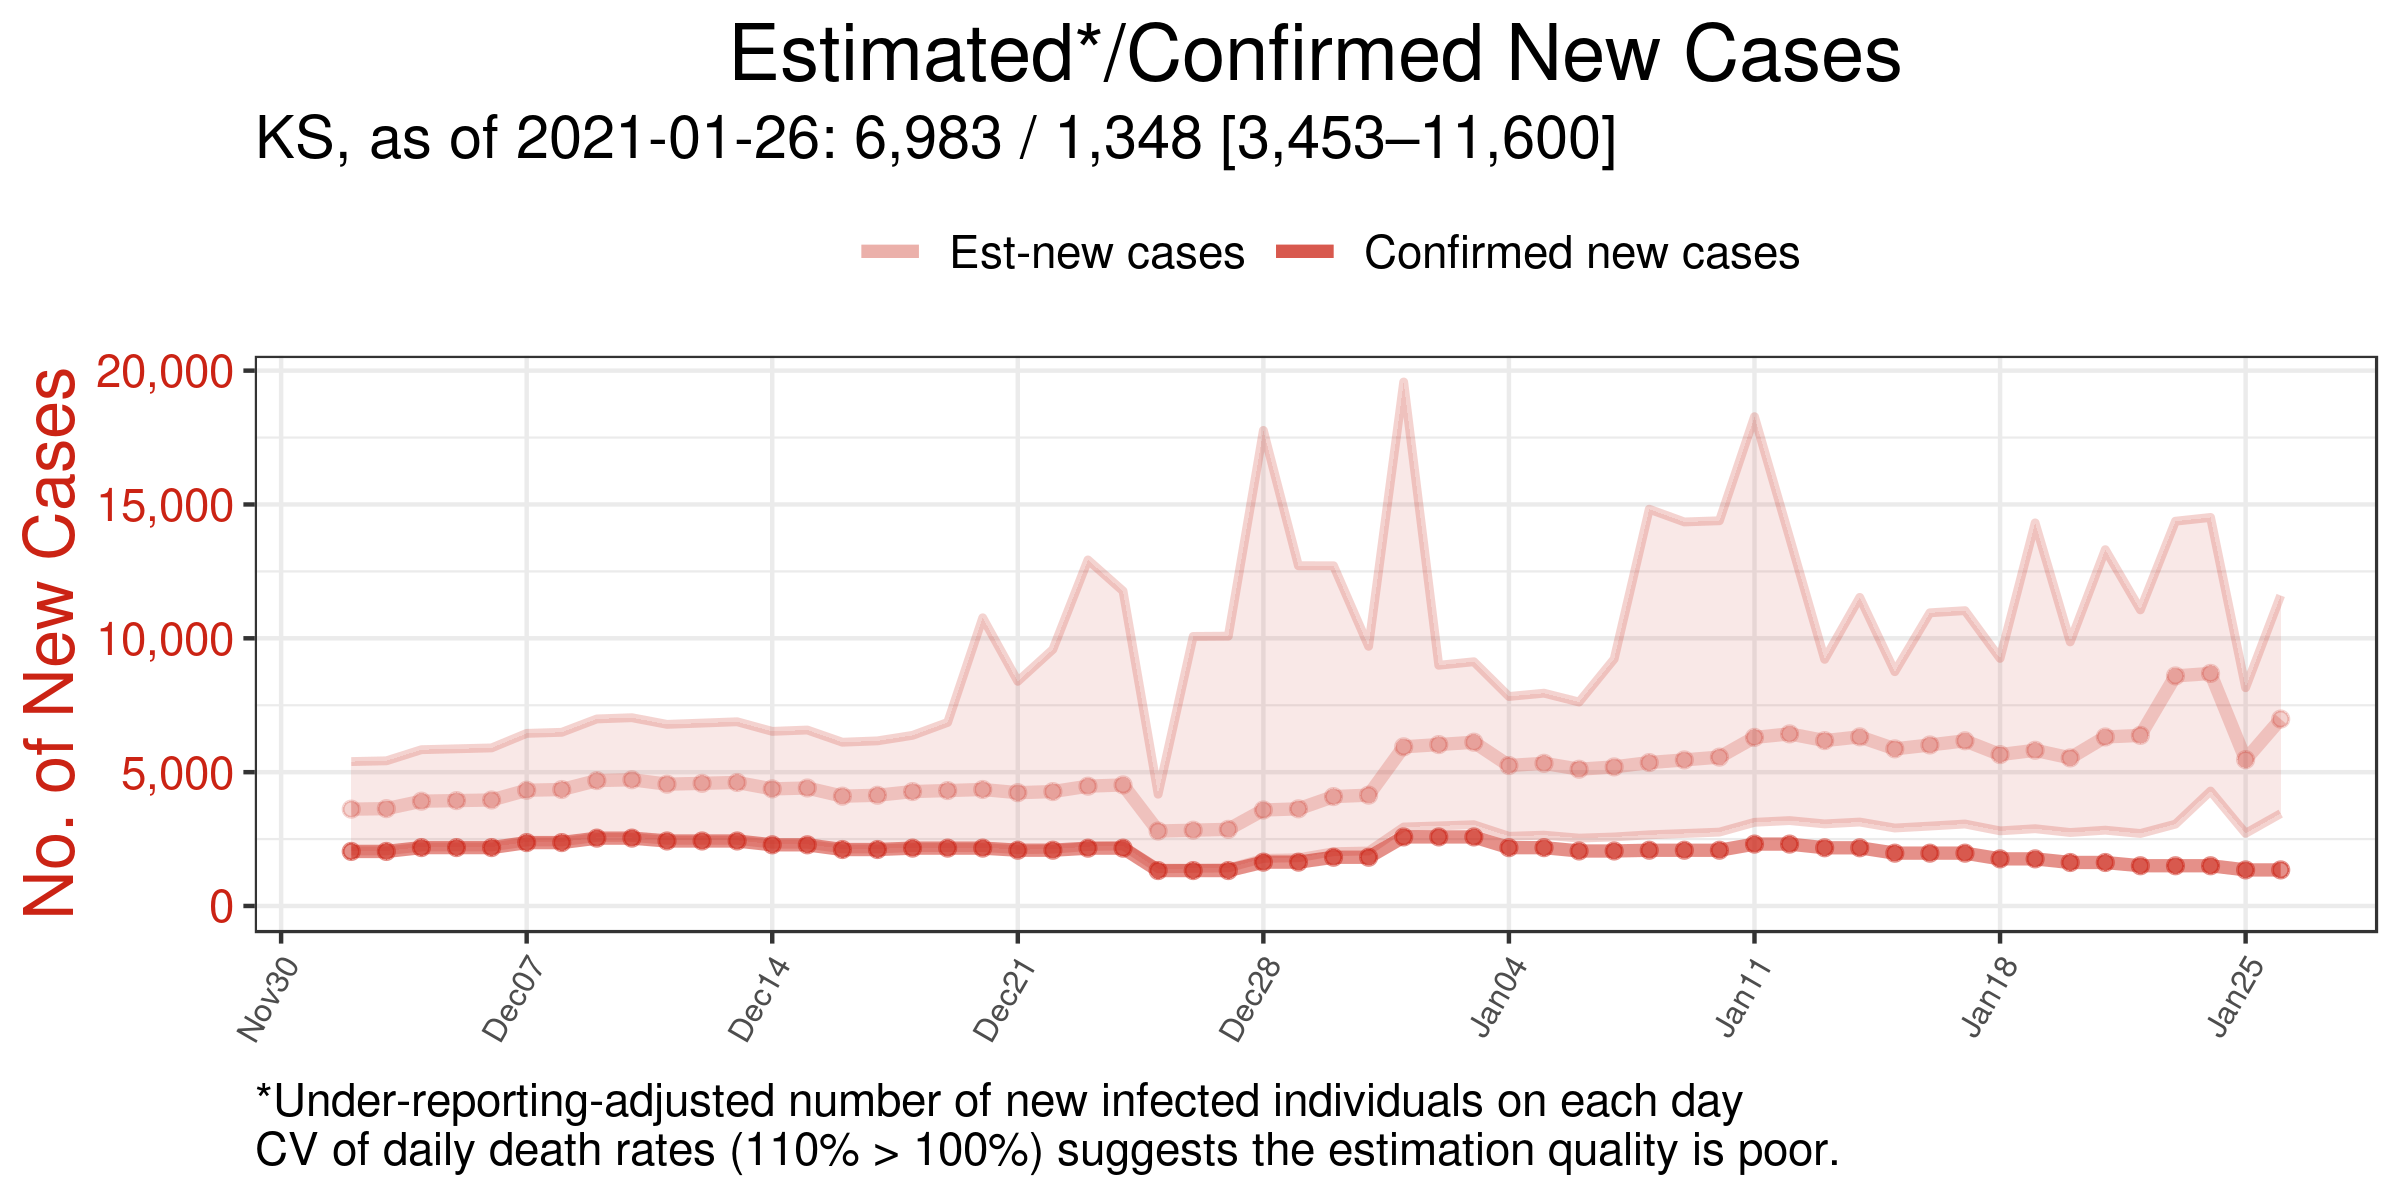 Estimated*/Confirmed New Cases
KS, as of 2021-01-26: 6,983 / 1,348 [3,453–11,600]
Est-new cases
Confirmed new cases
No. of New Cases
20,000
15,000
10,000
5,000
0
Nov30
Dec07
Dec14
Dec21
Dec28
Jan04
Jan11
Jan18
Jan25
*Under-reporting-adjusted number of new infected individuals on each day
CV of daily death rates (110% > 100%) suggests the estimation quality is poor.